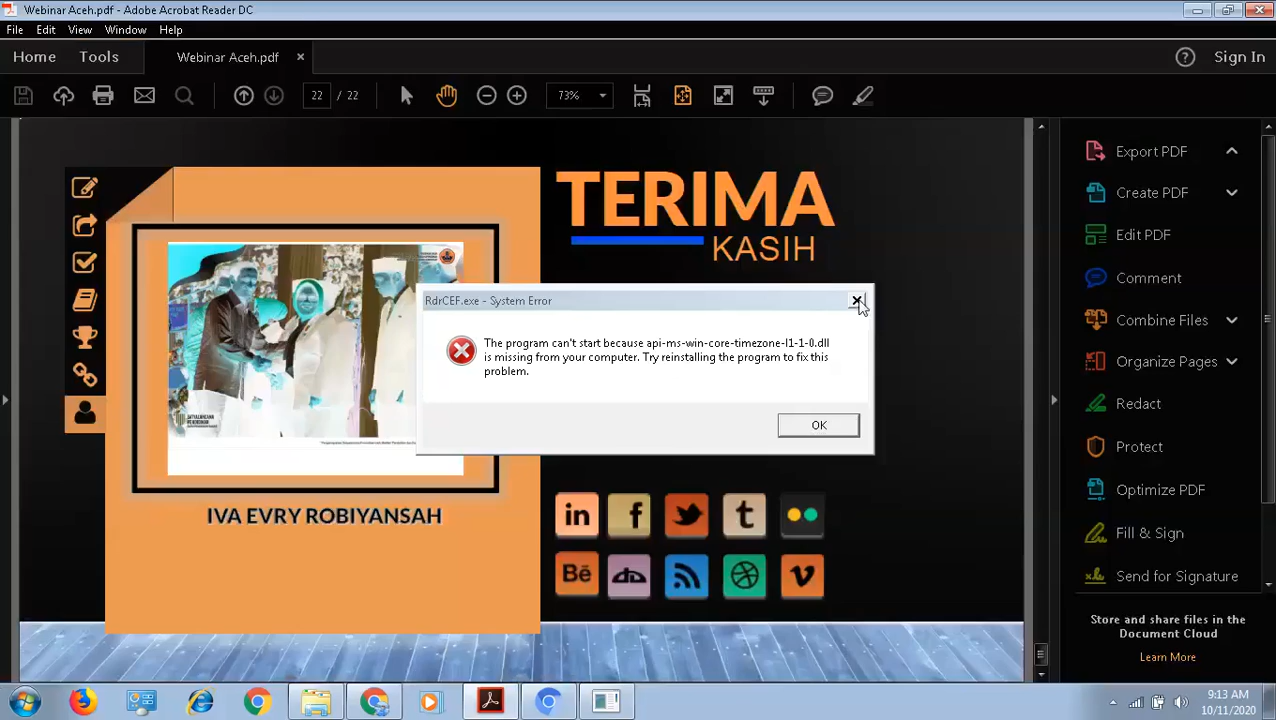 Webinar Aceh.pdf - Adobe Acrobat Reader DC
File Edit View Window Help
Home Tools Webinar Aceh.pdf × Sign In
22 / 22 73%
Export PDF
Create PDF
Edit PDF
Comment
Combine Files
Organize Pages
Redact
Protect
Optimize PDF
Fill & Sign
Send for Signature
Store and share files in the
Document Cloud
Learn More
TERIMA
KASIH
RdrCEF.exe - System Error
The program can't start because api-ms-win-core-timezone-l1-1-0.dll
is missing from your computer. Try reinstalling the program to fix this
problem.
OK
IVA EVRY ROBIYANSAH
in f t
Bē
9:13 AM
10/11/2020